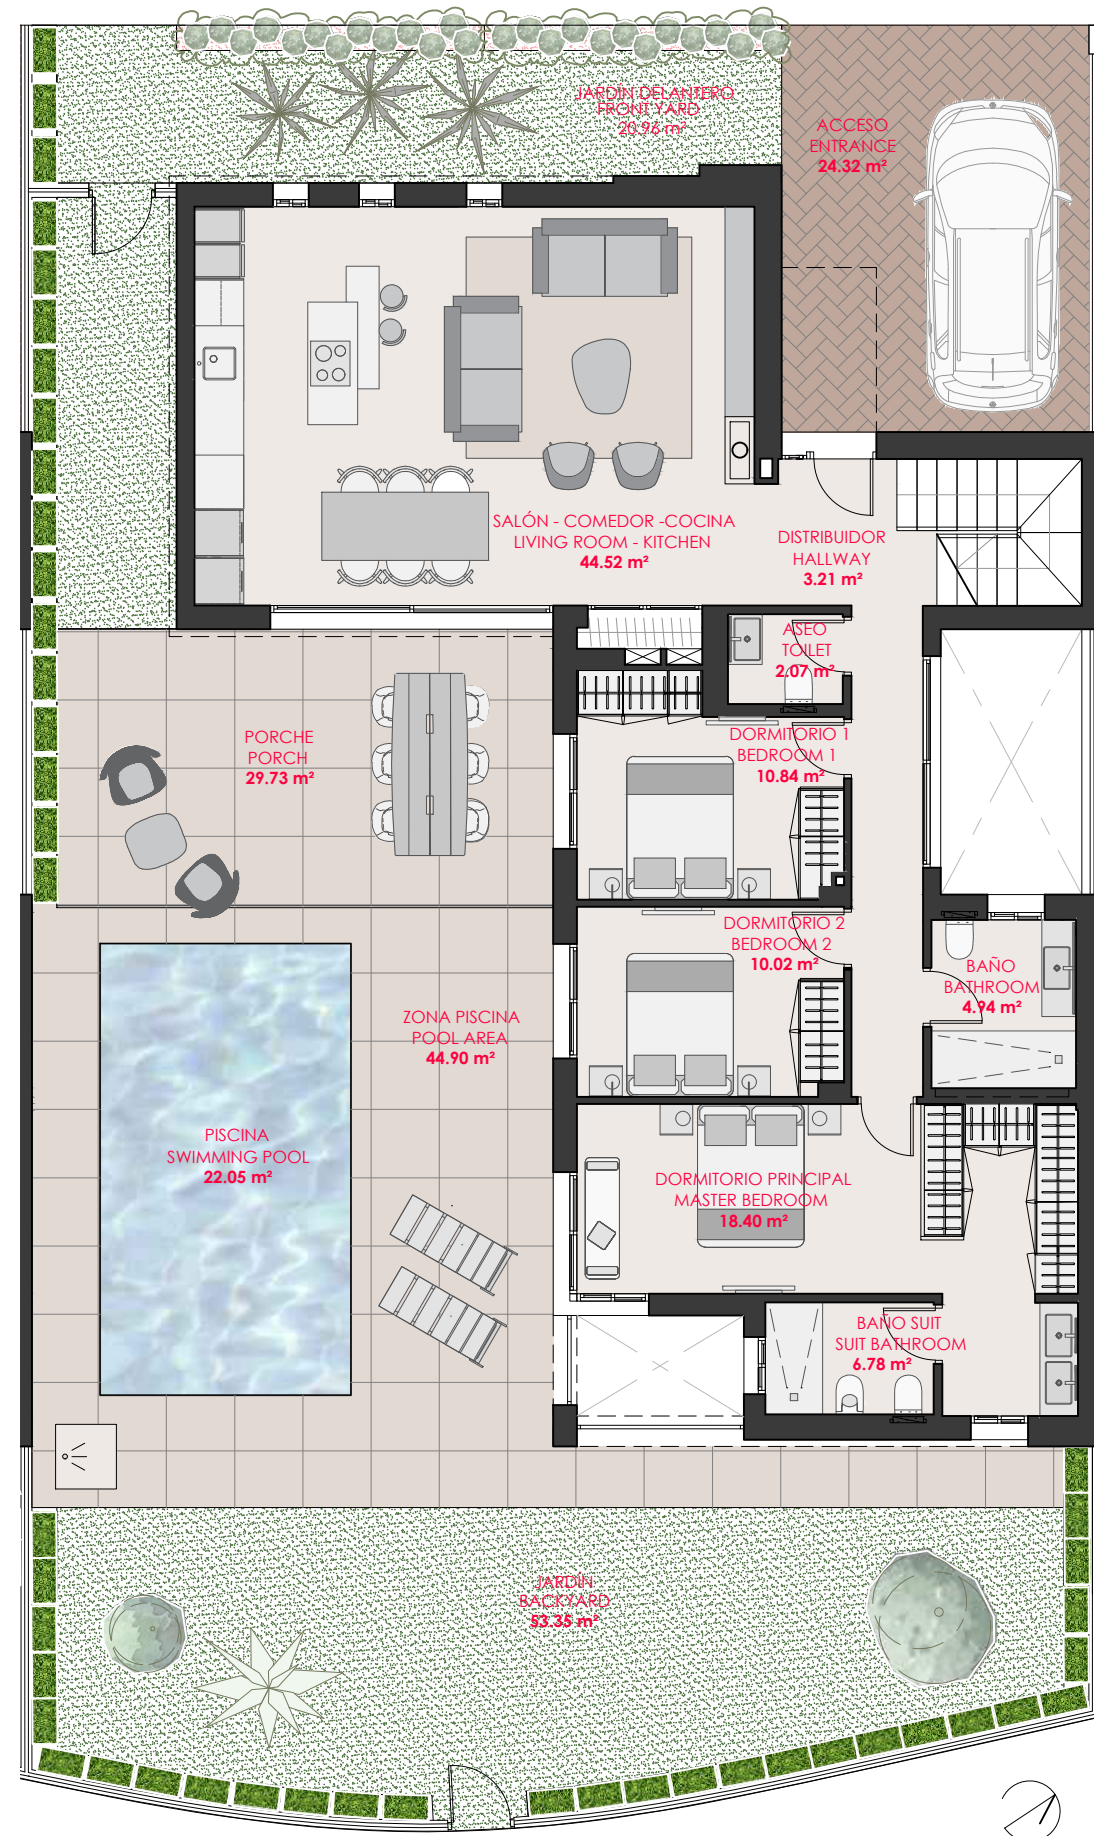 JARDIN DELANTERO
FRONT YARD
20.96 m²
ACCESO
ENTRANCE
24.32 m²
SALÓN - COMEDOR -COCINA
LIVING ROOM - KITCHEN
44.52 m²
DISTRIBUIDOR
HALLWAY
3.21 m²
ASEO
TOILET
2.07 m²
PORCHE
PORCH
29.73 m²
DORMITORIO 1
BEDROOM 1
10.84 m²
DORMITORIO 2
BEDROOM 2
10.02 m²
BAÑO
BATHROOM
4.94 m²
ZONA PISCINA
POOL AREA
44.90 m²
PISCINA
SWIMMING POOL
22.05 m²
DORMITORIO PRINCIPAL
MASTER BEDROOM
18.40 m²
BAÑO SUIT
SUIT BATHROOM
6.78 m²
JARDÍN
BACKYARD
53.35 m²